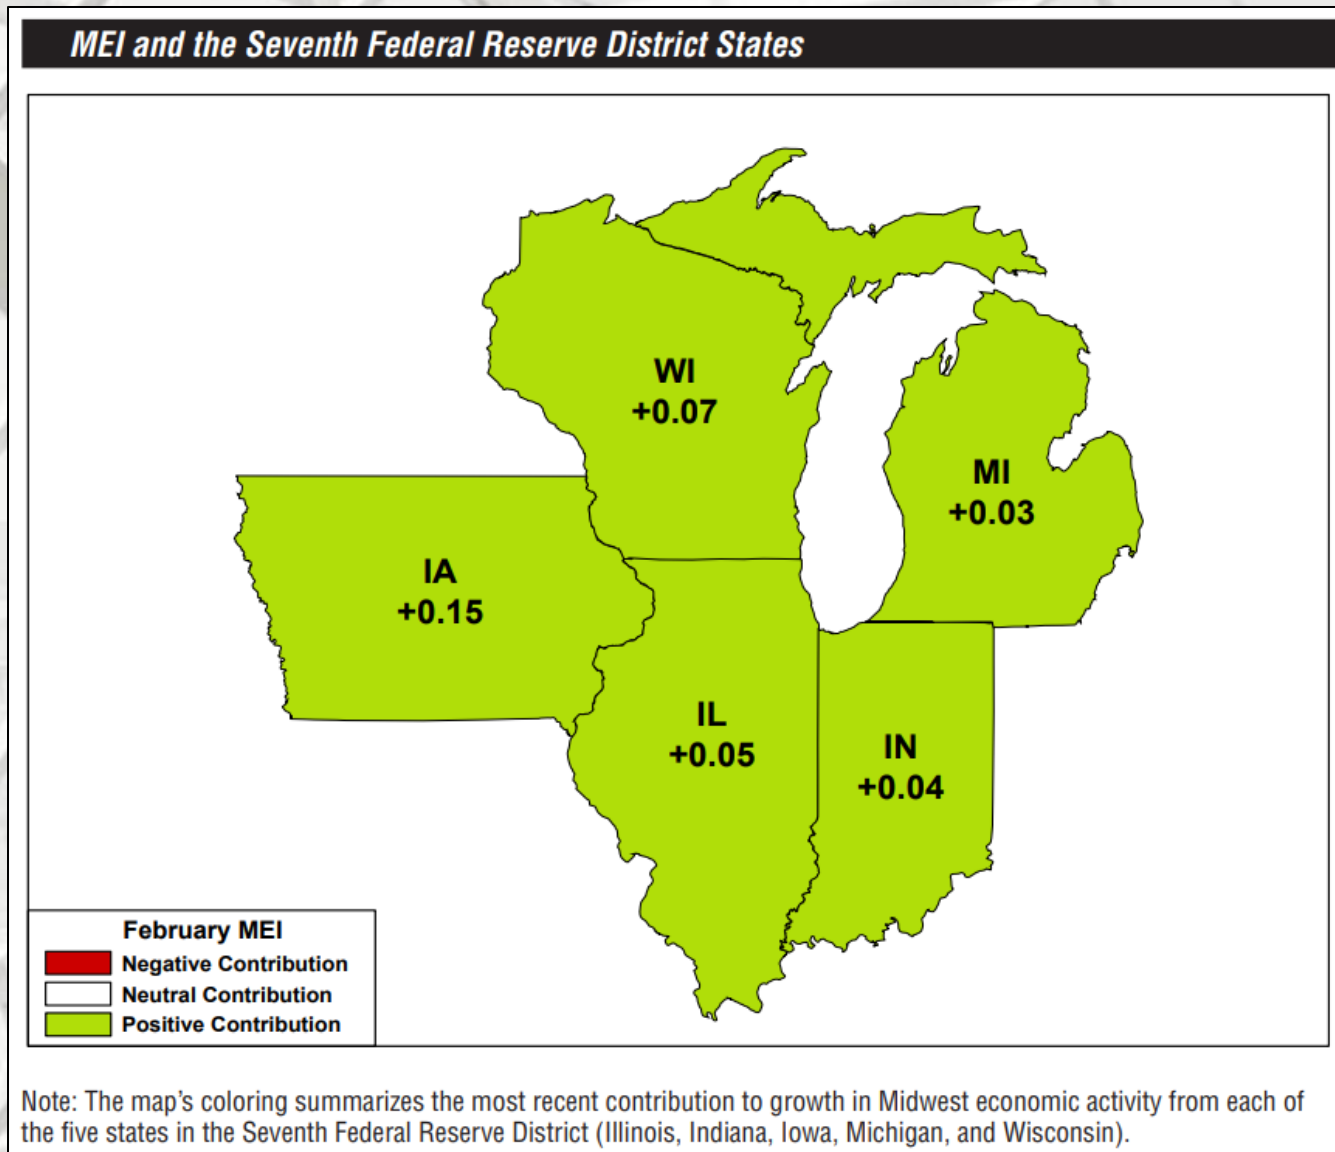 MEI and the Seventh Federal Reserve District States
WI
+0.07
MI
+0.03
IA
+0.15
IL
+0.05
IN
+0.04
February MEI
Negative Contribution
Neutral Contribution
Positive Contribution
Note: The map's coloring summarizes the most recent contribution to growth in Midwest economic activity from each of
the five states in the Seventh Federal Reserve District (Illinois, Indiana, Iowa, Michigan, and Wisconsin).